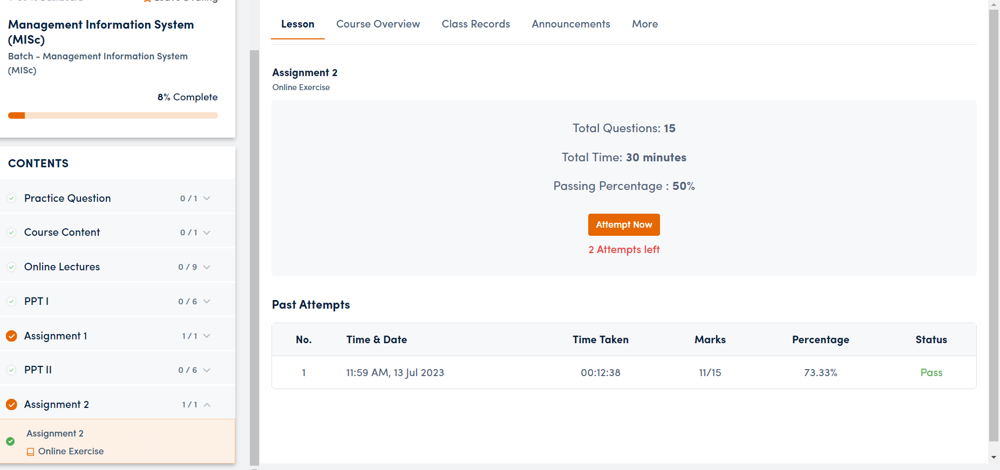 Management Information System
(MISc)
Batch - Management Information System
(MISc)
8% Complete
CONTENTS
Practice Question 0 / 1
Course Content 0 / 1
Online Lectures 0 / 9
PPT I 0 / 6
Assignment 1 1 / 1
PPT II 0 / 6
Assignment 2 1 / 1
Assignment 2
Online Exercise
Lesson Course Overview Class Records Announcements More
Assignment 2
Online Exercise
Total Questions: 15
Total Time: 30 minutes
Passing Percentage : 50%
Attempt Now
2 Attempts left
Past Attempts
No. Time & Date Time Taken Marks Percentage Status
1 11:59 AM, 13 Jul 2023 00:12:38 11/15 73.33% Pass